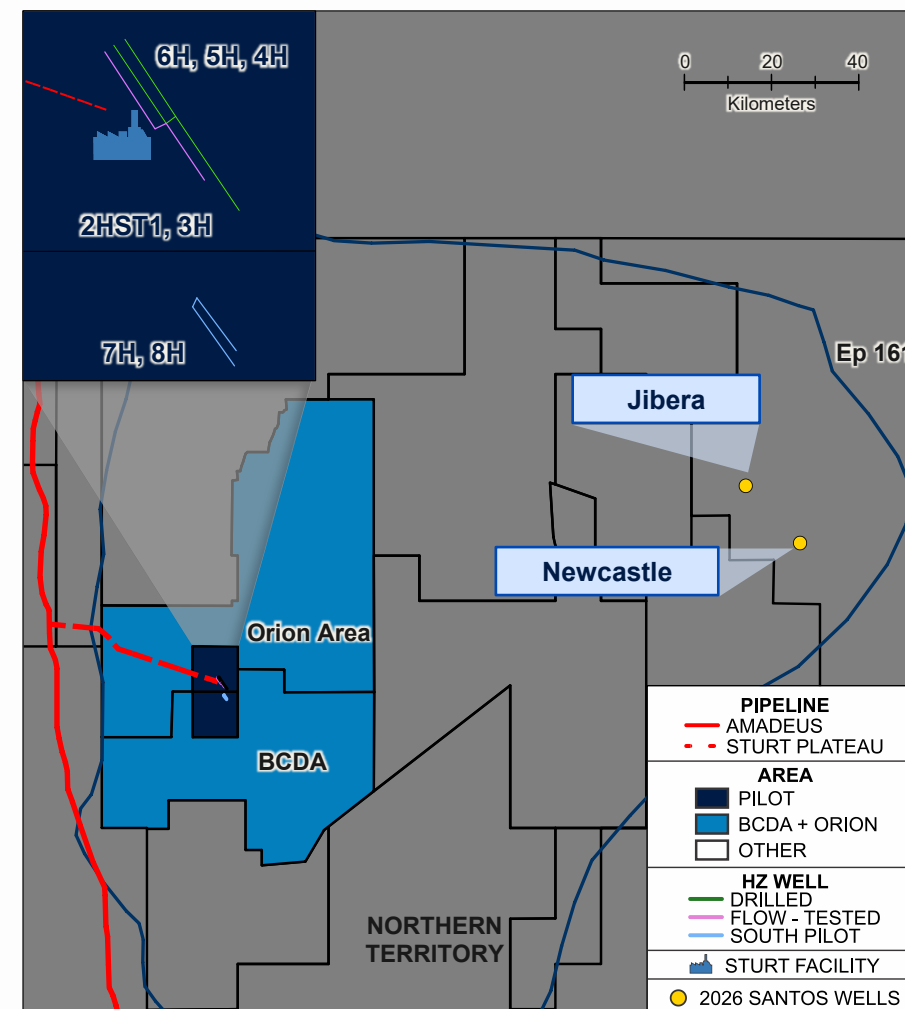 6H, 5H, 4H
2HST1, 3H
7H, 8H
0 20 40
Kilometers
Ep 161
Jibera
Newcastle
Orion Area
BCDA
NORTHERN
TERRITORY
PIPELINE
AMADEUS
STURT PLATEAU
AREA
PILOT
BCDA + ORION
OTHER
HZ WELL
DRILLED
FLOW - TESTED
SOUTH PILOT
STURT FACILITY
2026 SANTOS WELLS